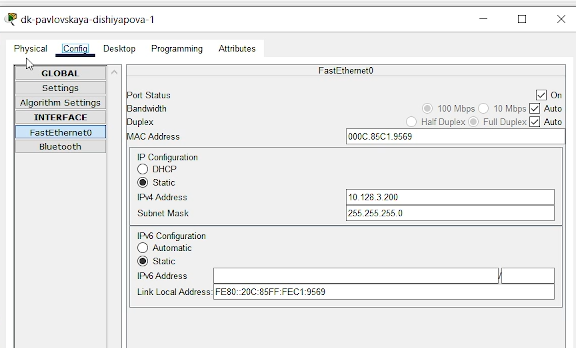 dk-pavlovskaya-dishiyapova-1
Physical Config Desktop Programming Attributes
GLOBAL
Settings
Algorithm Settings
INTERFACE
FastEthernet0
Bluetooth
FastEthernet0
Port Status On
Bandwidth 100 Mbps 10 Mbps Auto
Duplex Half Duplex Full Duplex Auto
MAC Address 000C.85C1.9569
IP Configuration
DHCP
Static
IPv4 Address 10.128.3.200
Subnet Mask 255.255.255.0
IPv6 Configuration
Automatic
Static
IPv6 Address /
Link Local Address: FE80::20C:85FF:FEC1:9569